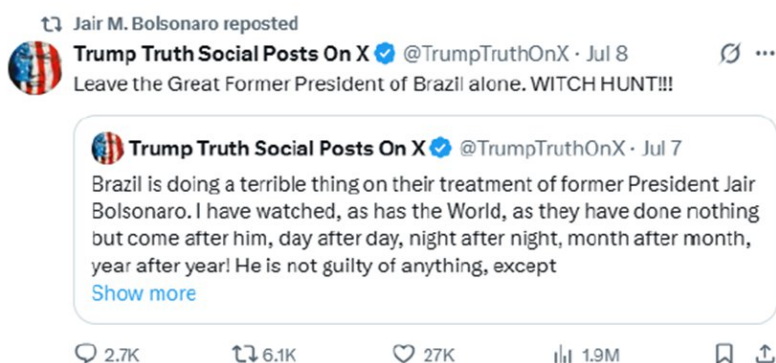 Jair M. Bolsonaro reposted
Trump Truth Social Posts On X @TrumpTruthOnX · Jul 8
Leave the Great Former President of Brazil alone. WITCH HUNT!!!
Trump Truth Social Posts On X @TrumpTruthOnX · Jul 7
Brazil is doing a terrible thing on their treatment of former President Jair
Bolsonaro. I have watched, as has the World, as they have done nothing
but come after him, day after day, night after night, month after month,
year after year! He is not guilty of anything, except
Show more
2.7K 6.1K 27K 1.9M